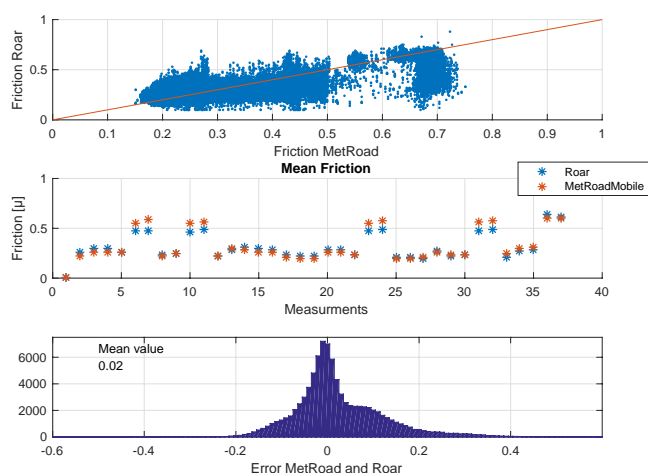 1
0.5
0
Friction Roar
0 0.1 0.2 0.3 0.4 0.5 0.6 0.7 0.8 0.9 1
Friction MetRoad
Mean Friction
Roar
MetRoadMobile
1
0.5
0
Friction [μ]
0 5 10 15 20 25 30 35 40
Measurments
Mean value
0.02
6000
4000
2000
0
-0.6 -0.4 -0.2 0 0.2 0.4
Error MetRoad and Roar